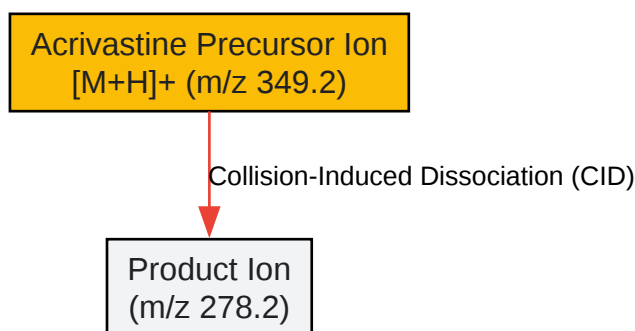 Acrivastine Precursor Ion
[M+H]+ (m/z 349.2)
Collision-Induced Dissociation (CID)
Product Ion
(m/z 278.2)